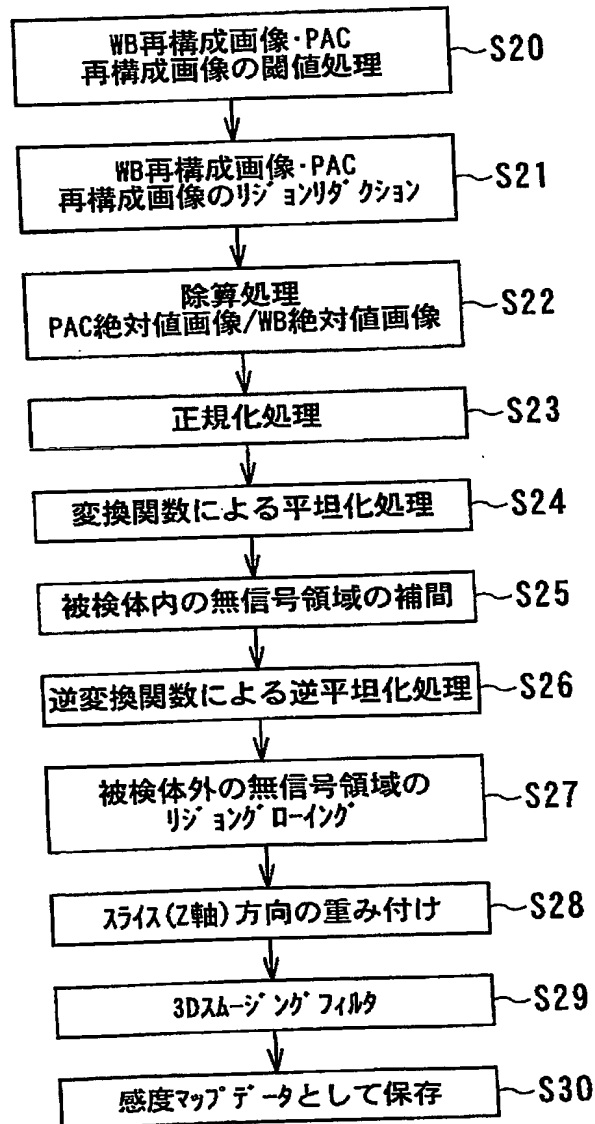 WB再構成画像・PAC
再構成画像の閾値処理
S20
WB再構成画像・PAC
再構成画像のﾘｼﾞｮﾝﾘﾀﾞｸｼｮﾝ
S21
除算処理
PAC絶対値画像/WB絶対値画像
S22
正規化処理
S23
変換関数による平坦化処理
S24
被検体内の無信号領域の補間
S25
逆変換関数による逆平坦化処理
S26
被検体外の無信号領域の
ﾘｼﾞｮﾝｸﾞﾛｰｲﾝｸﾞ
S27
ｽﾗｲｽ(Z軸)方向の重み付け
S28
3Dｽﾑｰｼﾞﾝｸﾞﾌｨﾙﾀ
S29
感度ﾏｯﾌﾟﾃﾞｰﾀとして保存
S30